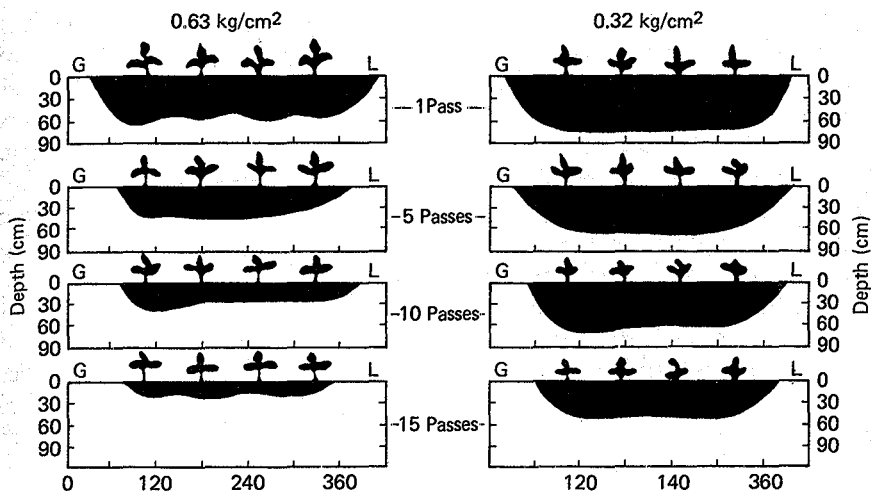 0.63 kg/cm2 0.32 kg/cm2
G L G L
0 0
30 30
60 —1Pass— 60
90 90
G L G L
0 0
30 30
60 -5 Passes- 60
90 90
Depth (cm) Depth (cm)
G L G L
0 0
30 30
60 -10 Passes- 60
90 90
G L G L
0 0
30 30
60 -15 Passes- 60
90 90
0 120 240 360 120 140 360